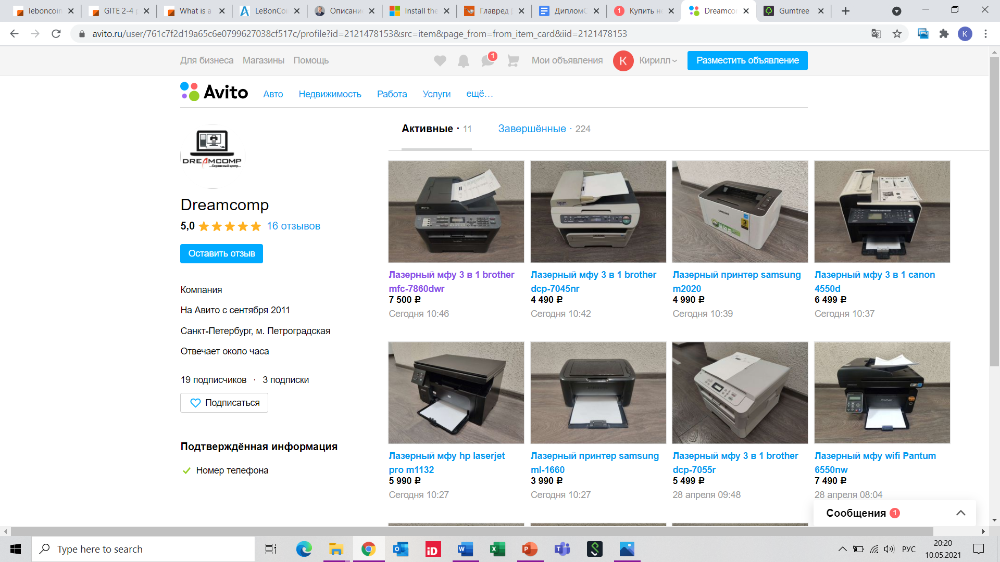 leboncoin
GITE 2-4 p
What is a
LeBonCoi
Описание
Install the
Главред
ДипломС
Купить не
Dreamco
Gumtree
avito.ru/user/761c7f2d19a65c6e0799627038cf517c/profile?id=2121478153&src=item&page_from=from_item_card&iid=2121478153
K
Для бизнеса Магазины Помощь
1
Мои объявления
К
Кирилл
Разместить объявление
Avito
Авто Недвижимость Работа Услуги ещё...
DREAMCOMP
...Сервисный центр...
Активные · 11
Завершённые · 224
Dreamcomp
5,0 16 отзывов
Оставить отзыв
Компания
На Авито с сентября 2011
Санкт-Петербург, м. Петроградская
Отвечает около часа
19 подписчиков · 3 подписки
Подписаться
Подтверждённая информация
Номер телефона
Лазерный мфу 3 в 1 brother
mfc-7860dwr
7 500 ₽
Сегодня 10:46
Лазерный мфу 3 в 1 brother
dcp-7045nr
4 490 ₽
Сегодня 10:42
SAMSUNG
3
Лазерный принтер samsung
m2020
4 990 ₽
Сегодня 10:39
Лазерный мфу 3 в 1 canon
4550d
6 499 ₽
Сегодня 10:37
Лазерный мфу hp laserjet
pro m1132
5 990 ₽
Сегодня 10:27
SAMSUNG
Лазерный принтер samsung
ml-1660
3 990 ₽
Сегодня 10:27
Лазерный мфу 3 в 1 brother
dcp-7055r
5 499 ₽
28 апреля 09:48
PANTUM
Лазерный мфу wifi Pantum
6550nw
7 490 ₽
28 апреля 08:04
Сообщения 1
Type here to search
РУС
20:20
10.05.2021